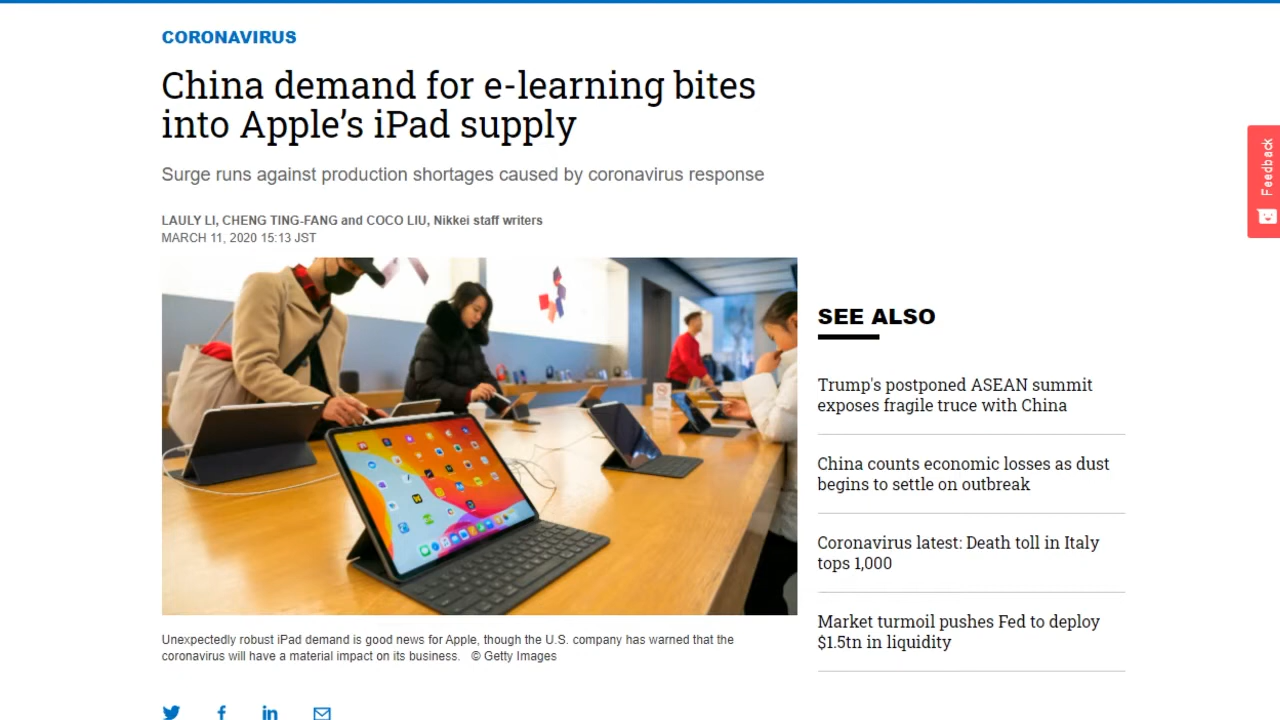 CORONAVIRUS
China demand for e-learning bites
into Apple’s iPad supply
Surge runs against production shortages caused by coronavirus response
LAULY LI, CHENG TING-FANG and COCO LIU, Nikkei staff writers
MARCH 11, 2020 15:13 JST
Unexpectedly robust iPad demand is good news for Apple, though the U.S. company has warned that the
coronavirus will have a material impact on its business. © Getty Images
SEE ALSO
Trump's postponed ASEAN summit
exposes fragile truce with China
China counts economic losses as dust
begins to settle on outbreak
Coronavirus latest: Death toll in Italy
tops 1,000
Market turmoil pushes Fed to deploy
$1.5tn in liquidity
Feedback